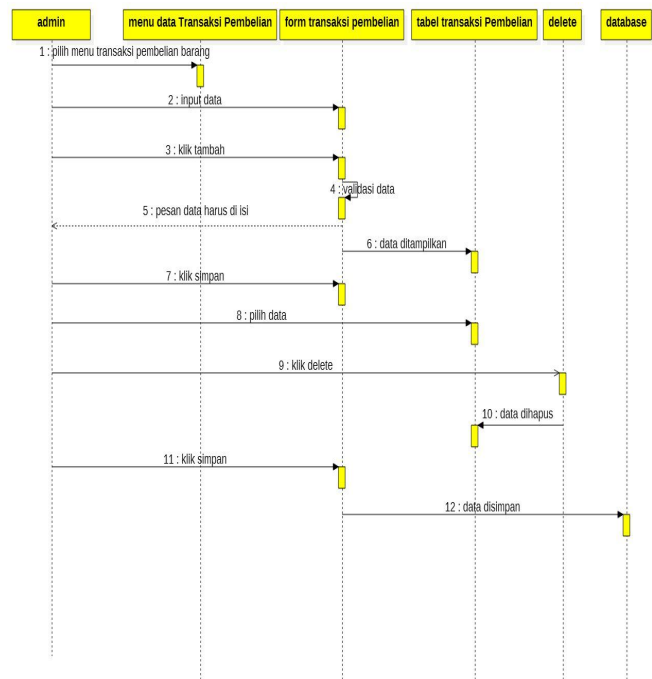 admin
menu data Transaksi Pembelian
form transaksi pembelian
tabel transaksi Pembelian
delete
database
1 : pilih menu transaksi pembelian barang
2 : input data
3 : klik tambah
4 : validasi data
5 : pesan data harus di isi
6 : data ditampilkan
7 : klik simpan
8 : pilih data
9 : klik delete
10 : data dihapus
11 : klik simpan
12 : data disimpan